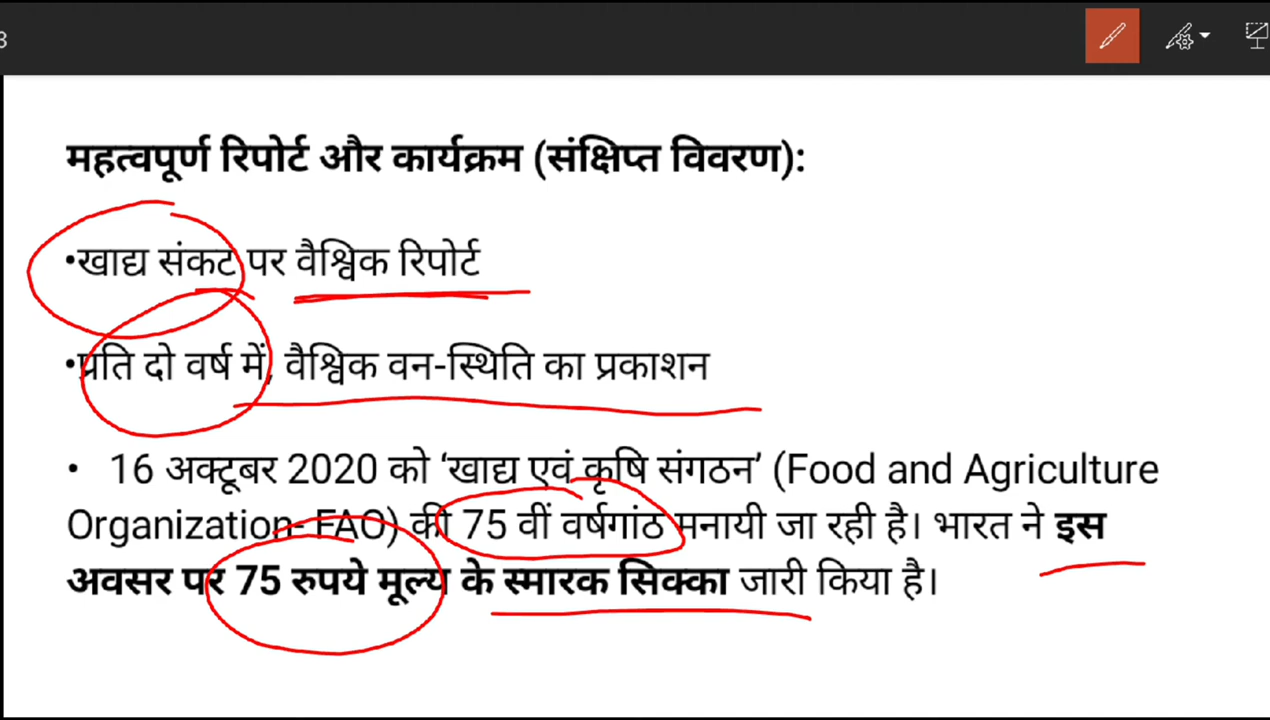 3
महत्वपूर्ण रिपोर्ट और कार्यक्रम (संक्षिप्त विवरण):
•खाद्य संकट पर वैश्विक रिपोर्ट
•प्रति दो वर्ष में, वैश्विक वन-स्थिति का प्रकाशन
• 16 अक्टूबर 2020 को ‘खाद्य एवं कृषि संगठन’ (Food and Agriculture
Organization- FAO) की 75 वीं वर्षगांठ मनायी जा रही है। भारत ने इस
अवसर पर 75 रुपये मूल्य के स्मारक सिक्का जारी किया है।